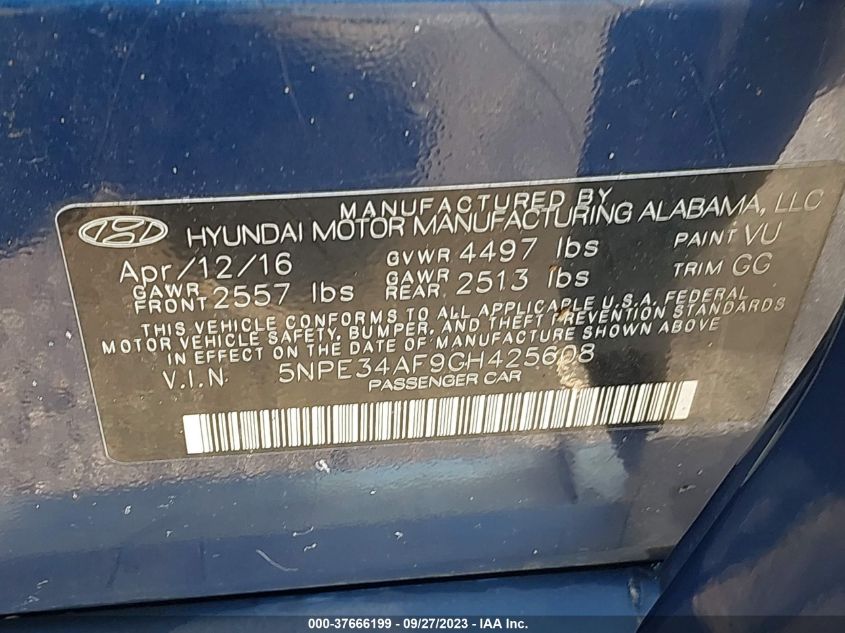 MANUFACTURED BY
HYUNDAI MOTOR MANUFACTURING ALABAMA, LLC
Apr/12/16 GVWR 4497 lbs PAINT VU
GAWR FRONT 2557 lbs GAWR REAR 2513 lbs TRIM GG
THIS VEHICLE CONFORMS TO ALL APPLICABLE U.S.A. FEDERAL
MOTOR VEHICLE SAFETY, BUMPER, AND THEFT PREVENTION STANDARDS
IN EFFECT ON THE DATE OF MANUFACTURE SHOWN ABOVE
V.I.N. 5NPE34AF9GH425608
PASSENGER CAR
000-37666199 - 09/27/2023 - IAA Inc.